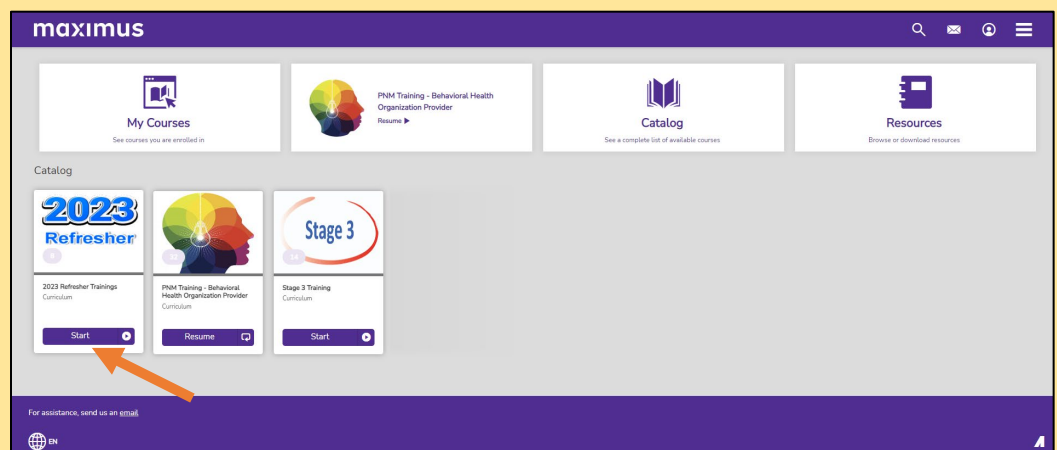 maximus
My Courses
See courses you are enrolled in
PNM Training - Behavioral Health
Organization Provider
Resume
Catalog
See a complete list of available courses
Resources
Browse or download resources
Catalog
2023
Refresher
2023 Refresher Trainings
Curriculum
Start
12
PNM Training - Behavioral
Health Organization Provider
Curriculum
Resume
Stage 3
14
Stage 3 Training
Curriculum
Start
For assistance, send us an email
EN